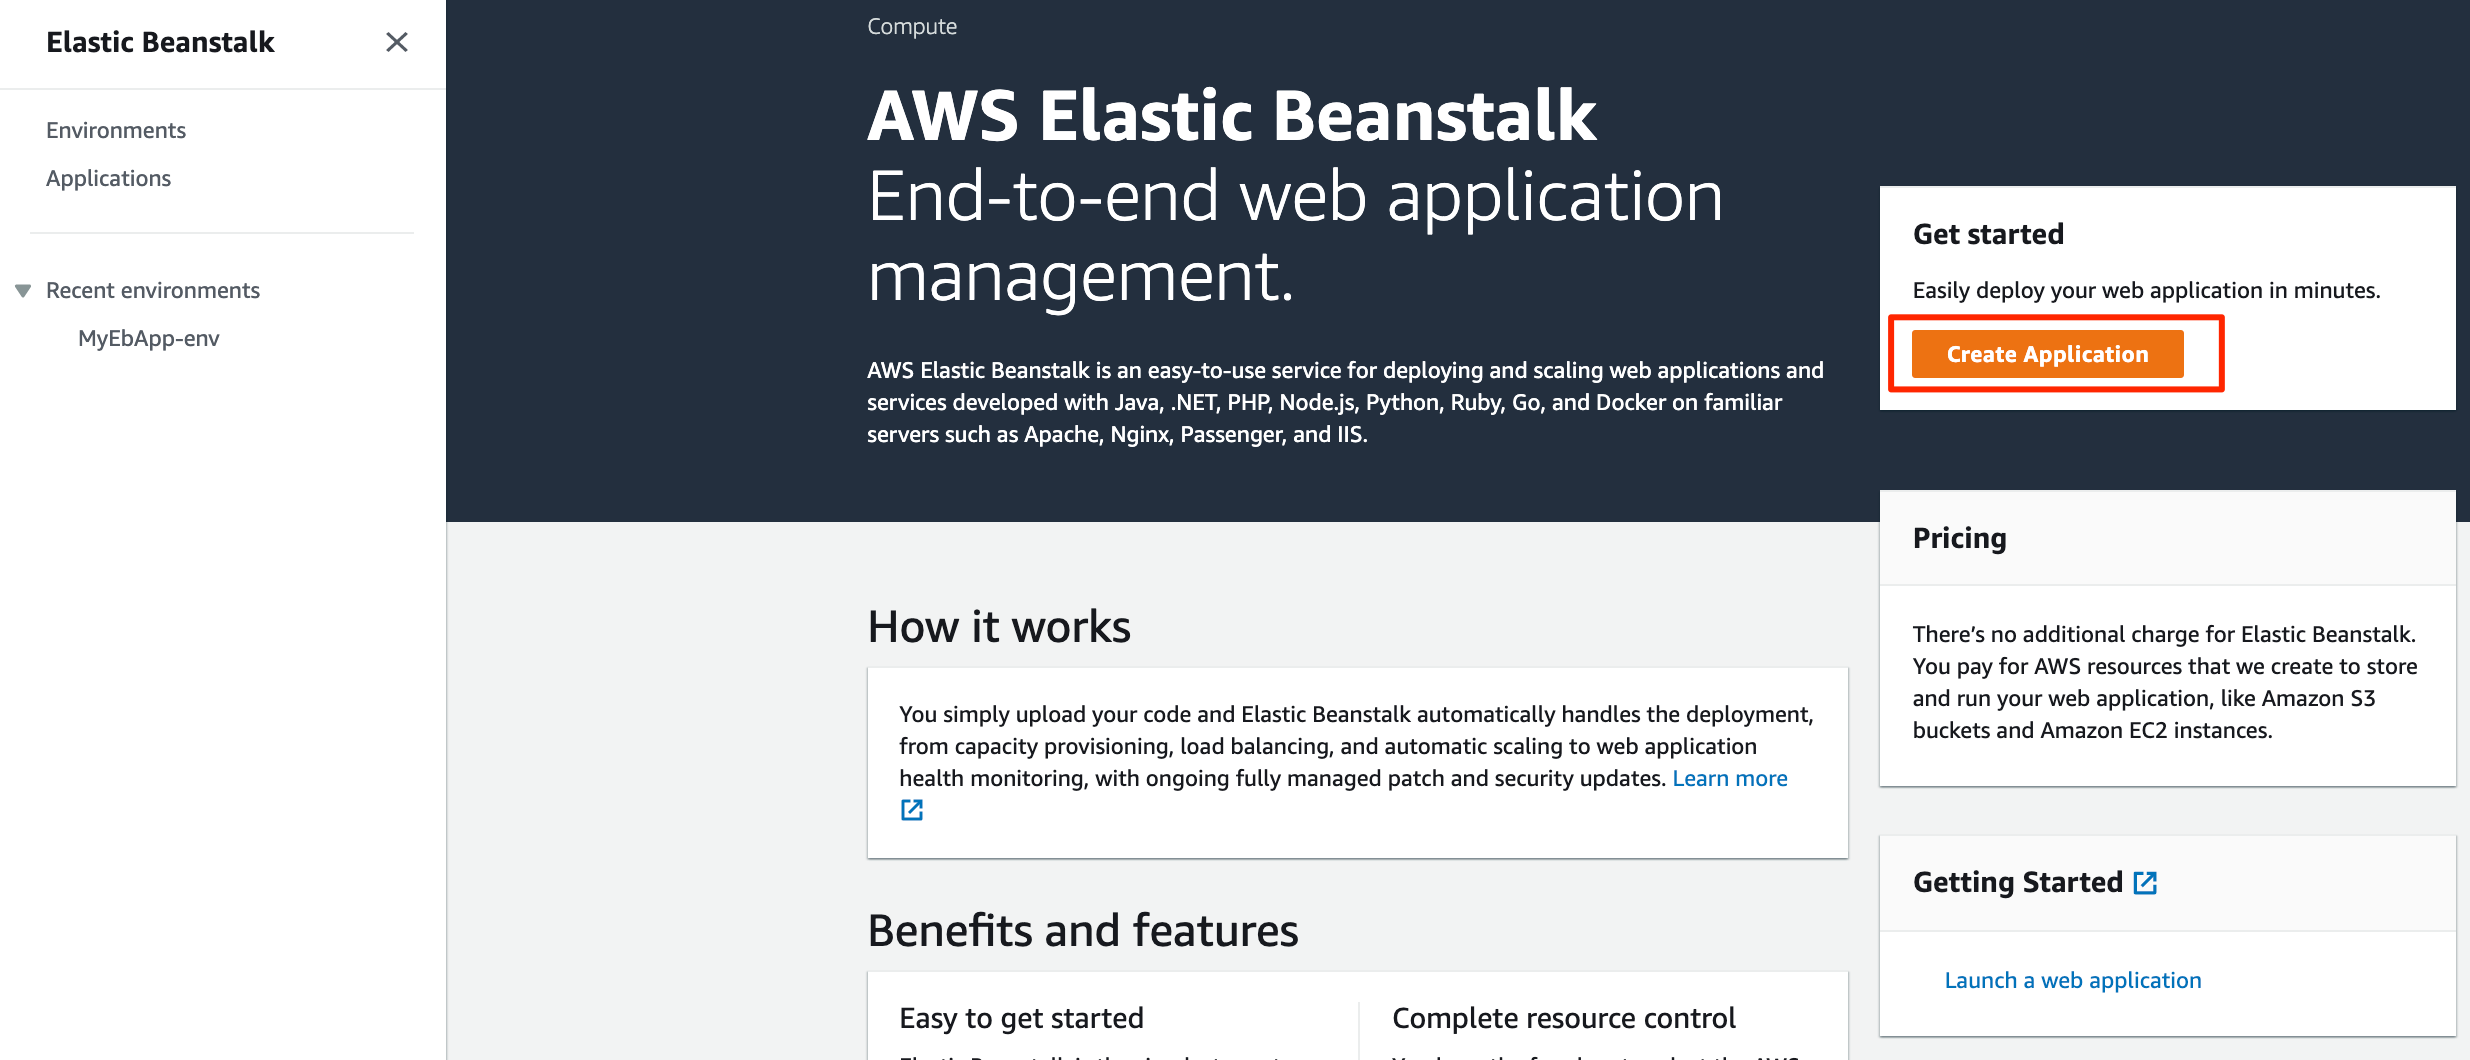 Elastic Beanstalk
Environments
Applications
Recent environments
MyEbApp-env
Compute
AWS Elastic Beanstalk
End-to-end web application
management.
AWS Elastic Beanstalk is an easy-to-use service for deploying and scaling web applications and
services developed with Java, .NET, PHP, Node.js, Python, Ruby, Go, and Docker on familiar
servers such as Apache, Nginx, Passenger, and IIS.
Get started
Easily deploy your web application in minutes.
Create Application
Pricing
There's no additional charge for Elastic Beanstalk.
You pay for AWS resources that we create to store
and run your web application, like Amazon S3
buckets and Amazon EC2 instances.
Getting Started
Launch a web application
How it works
You simply upload your code and Elastic Beanstalk automatically handles the deployment,
from capacity provisioning, load balancing, and automatic scaling to web application
health monitoring, with ongoing fully managed patch and security updates. Learn more
Benefits and features
Easy to get started
Complete resource control